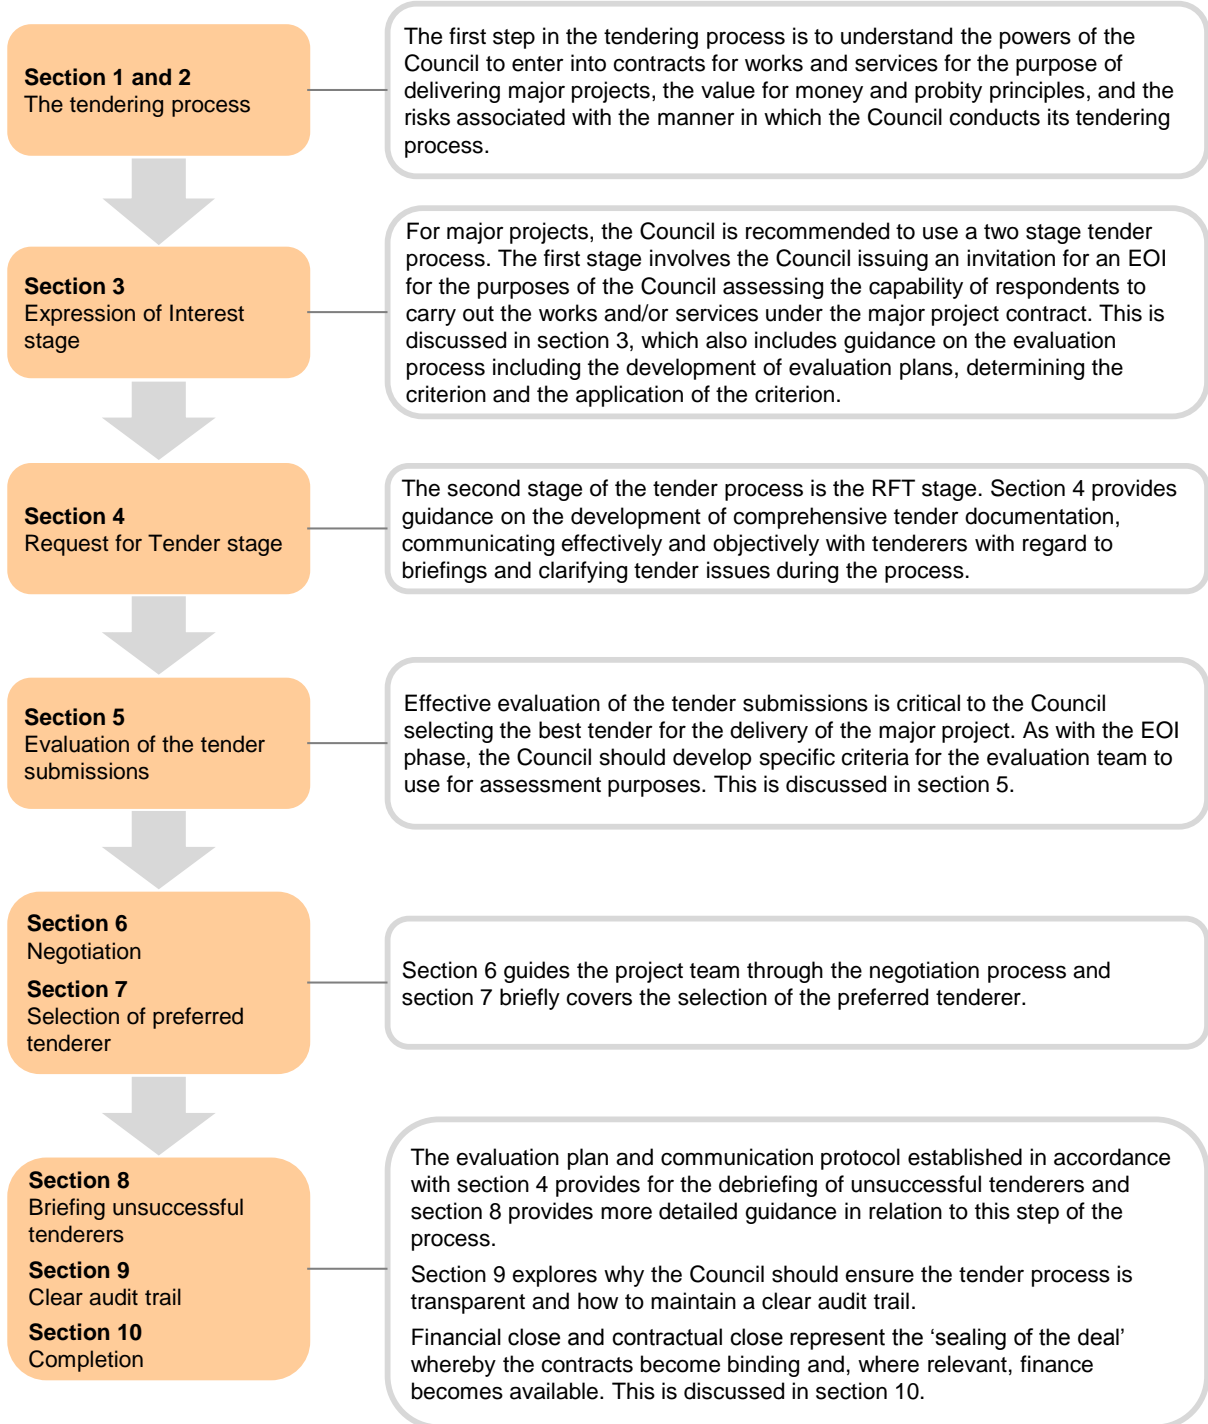 Section 1 and 2
The tendering process
The first step in the tendering process is to understand the powers of the
Council to enter into contracts for works and services for the purpose of
delivering major projects, the value for money and probity principles, and the
risks associated with the manner in which the Council conducts its tendering
process.
Section 3
Expression of Interest
stage
For major projects, the Council is recommended to use a two stage tender
process. The first stage involves the Council issuing an invitation for an EOI
for the purposes of the Council assessing the capability of respondents to
carry out the works and/or services under the major project contract. This is
discussed in section 3, which also includes guidance on the evaluation
process including the development of evaluation plans, determining the
criterion and the application of the criterion.
Section 4
Request for Tender stage
The second stage of the tender process is the RFT stage. Section 4 provides
guidance on the development of comprehensive tender documentation,
communicating effectively and objectively with tenderers with regard to
briefings and clarifying tender issues during the process.
Section 5
Evaluation of the tender
submissions
Effective evaluation of the tender submissions is critical to the Council
selecting the best tender for the delivery of the major project. As with the EOI
phase, the Council should develop specific criteria for the evaluation team to
use for assessment purposes. This is discussed in section 5.
Section 6
Negotiation
Section 7
Selection of preferred
tenderer
Section 6 guides the project team through the negotiation process and
section 7 briefly covers the selection of the preferred tenderer.
Section 8
Briefing unsuccessful
tenderers
Section 9
Clear audit trail
Section 10
Completion
The evaluation plan and communication protocol established in accordance
with section 4 provides for the debriefing of unsuccessful tenderers and
section 8 provides more detailed guidance in relation to this step of the
process.
Section 9 explores why the Council should ensure the tender process is
transparent and how to maintain a clear audit trail.
Financial close and contractual close represent the ‘sealing of the deal’
whereby the contracts become binding and, where relevant, finance
becomes available. This is discussed in section 10.